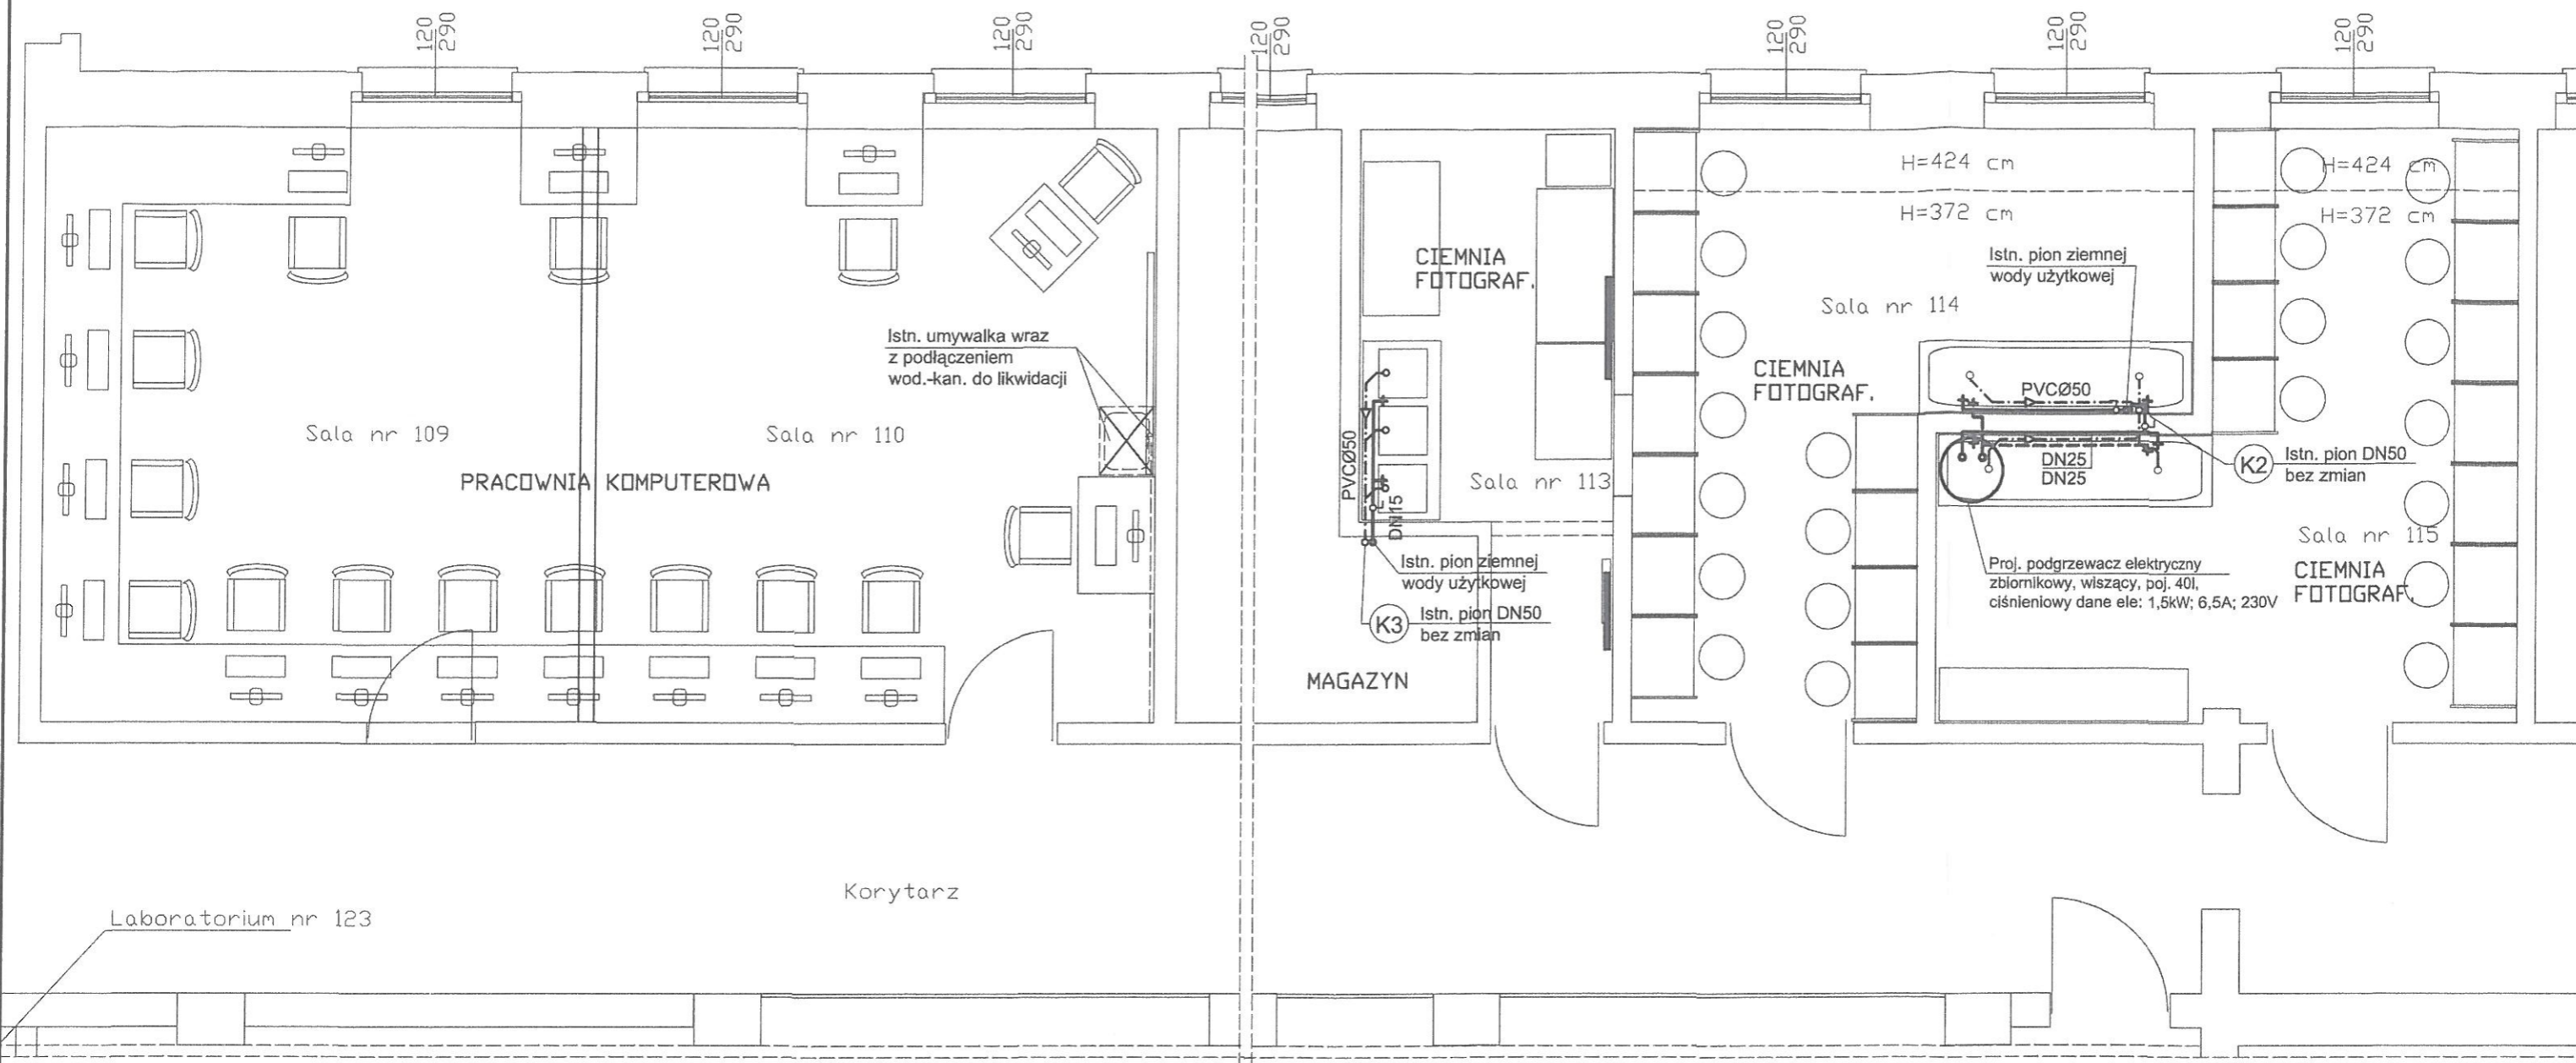 120
290
120
290
120
290
120
290
120
290
120
290
120
290
H=424 cm
H=372 cm
H=424 cm
H=372 cm
CIEMNIA
FOTOGRAF.
Istn. pion ziemnej
wody użytkowej
Sala nr 114
Istn. umywalka wraz
z podłączeniem
wod.-kan. do likwidacji
CIEMNIA
FOTOGRAF.
PVCØ50
Sala nr 109
Sala nr 110
PRACOWNIA KOMPUTEROWA
PVCØ50
DN15
Sala nr 113
DN25
DN25
K2
Istn. pion DN50
bez zmian
Sala nr 115
CIEMNIA
FOTOGRAF.
Proj. podgrzewacz elektryczny
zbiornikowy, wiszący, poj. 40l,
ciśnieniowy dane ele: 1,5kW; 6,5A; 230V
Istn. pion ziemnej
wody użytkowej
K3
Istn. pion DN50
bez zmian
MAGAZYN
Korytarz
Laboratorium nr 123